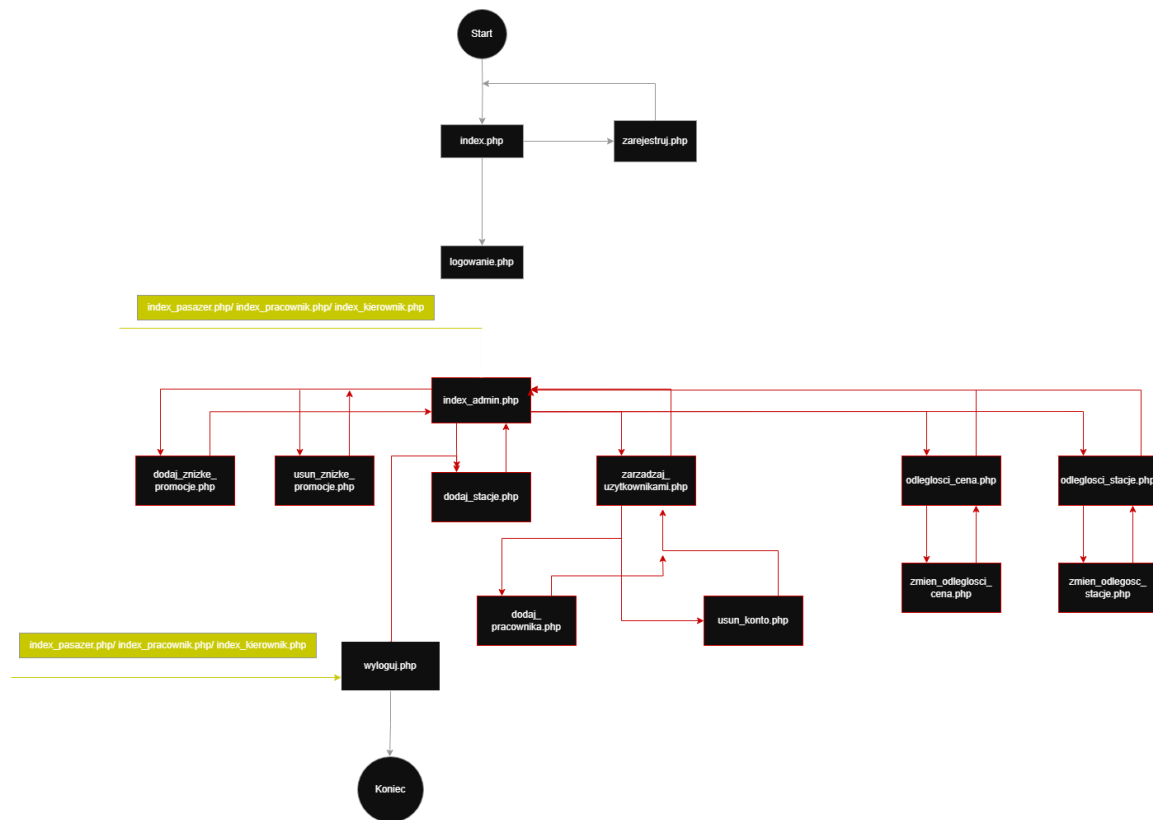 Start
index.php
zarejestruj.php
logowanie.php
index_pasazer.php/ index_pracownik.php/ index_kierownik.php
index_admin.php
dodaj_znizke_
promocje.php
usun_znizke_
promocje.php
dodaj_stacje.php
zarzadzaj_
uzytkownikami.php
odleglosci_cena.php
odleglosci_stacje.php
zmien_odleglosci_
cena.php
zmien_odlegosc_
stacje.php
dodaj_
pracownika.php
usun_konto.php
index_pasazer.php/ index_pracownik.php/ index_kierownik.php
wyloguj.php
Koniec